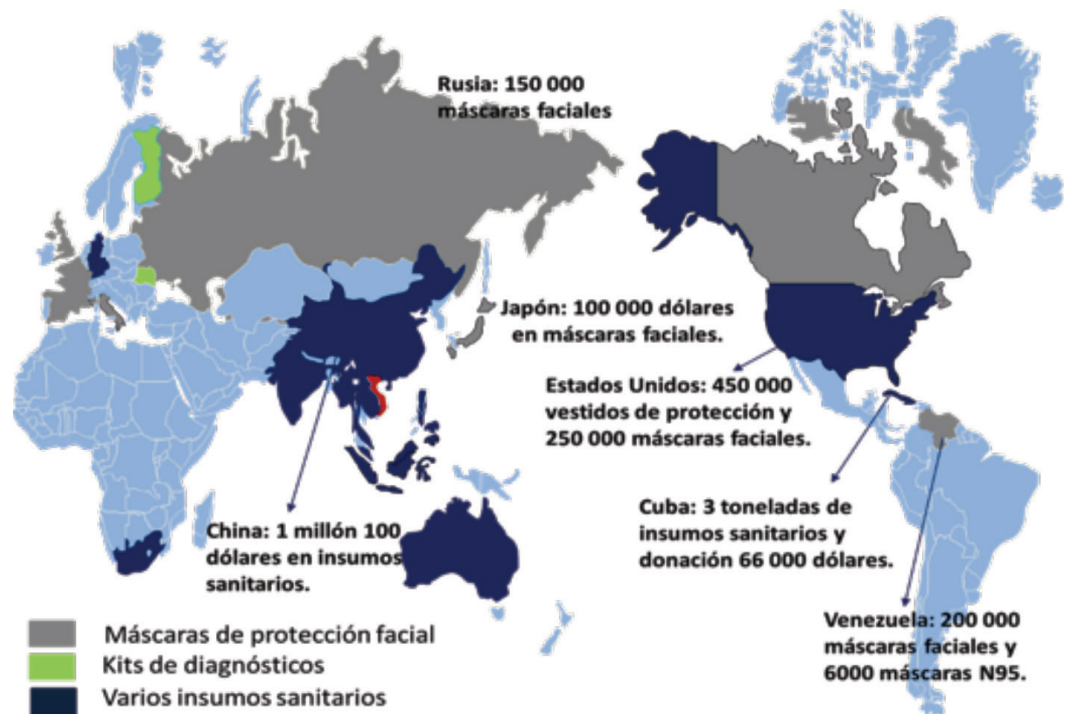 Rusia: 150 000
máscaras faciales
Japón: 100 000 dólares
en máscaras faciales.
Estados Unidos: 450 000
vestidos de protección y
250 000 máscaras faciales.
Cuba: 3 toneladas de
insumos sanitarios y
donación 66 000 dólares.
China: 1 millón 100
dólares en insumos
sanitarios.
Venezuela: 200 000
máscaras faciales y
6000 máscaras N95.
Máscaras de protección facial
Kits de diagnósticos
Varios insumos sanitarios